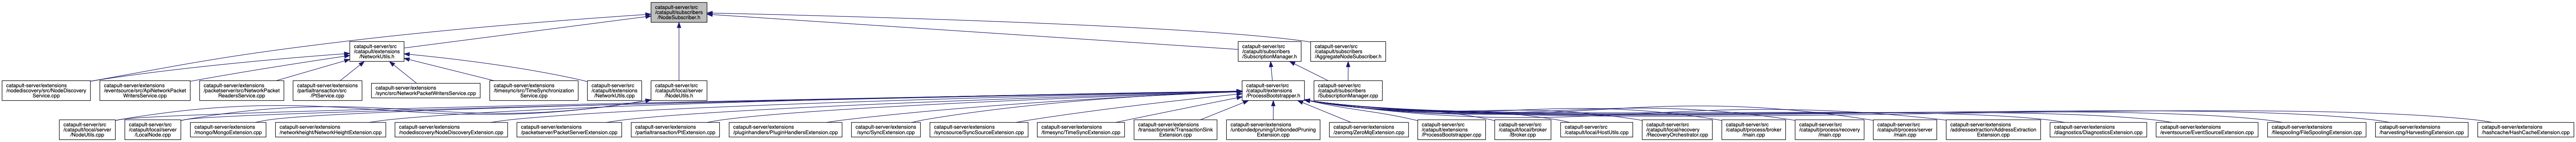 catapult-server/src
/catapult/subscribers
/NodeSubscriber.h
catapult-server/src
/catapult/extensions
/NetworkUtils.h
catapult-server/src
/catapult/subscribers
/SubscriptionManager.h
catapult-server/src
/catapult/subscribers
/AggregateNodeSubscriber.h
catapult-server/extensions
/nodediscovery/src/NodeDiscovery
Service.cpp
catapult-server/extensions
/eventsource/src/ApiNetworkPacket
WritersService.cpp
catapult-server/extensions
/packetserver/src/NetworkPacket
ReadersService.cpp
catapult-server/extensions
/partialtransaction/src
/PtService.cpp
catapult-server/extensions
/sync/src/NetworkPacketWritersService.cpp
catapult-server/extensions
/timesync/src/TimeSynchronization
Service.cpp
catapult-server/src
/catapult/extensions
/NetworkUtils.cpp
catapult-server/src
/catapult/local/server
/NodeUtils.h
catapult-server/src
/catapult/extensions
/ProcessBootstrapper.h
catapult-server/src
/catapult/subscribers
/SubscriptionManager.cpp
catapult-server/src
/catapult/local/server
/NodeUtils.cpp
catapult-server/src
/catapult/local/server
/LocalNode.cpp
catapult-server/extensions
/mongo/MongoExtension.cpp
catapult-server/extensions
/networkheight/NetworkHeightExtension.cpp
catapult-server/extensions
/nodediscovery/NodeDiscoveryExtension.cpp
catapult-server/extensions
/packetserver/PacketServerExtension.cpp
catapult-server/extensions
/partialtransaction/PtExtension.cpp
catapult-server/extensions
/pluginhandlers/PluginHandlersExtension.cpp
catapult-server/extensions
/sync/SyncExtension.cpp
catapult-server/extensions
/syncsource/SyncSourceExtension.cpp
catapult-server/extensions
/timesync/TimeSyncExtension.cpp
catapult-server/extensions
/transactionsink/TransactionSink
Extension.cpp
catapult-server/extensions
/unbondedpruning/UnbondedPruning
Extension.cpp
catapult-server/extensions
/zeromq/ZeroMqExtension.cpp
catapult-server/src
/catapult/extensions
/ProcessBootstrapper.cpp
catapult-server/src
/catapult/local/broker
/Broker.cpp
catapult-server/src
/catapult/local/HostUtils.cpp
catapult-server/src
/catapult/local/recovery
/RecoveryOrchestrator.cpp
catapult-server/src
/catapult/process/broker
/main.cpp
catapult-server/src
/catapult/process/recovery
/main.cpp
catapult-server/src
/catapult/process/server
/main.cpp
catapult-server/extensions
/addressextraction/AddressExtraction
Extension.cpp
catapult-server/extensions
/diagnostics/DiagnosticsExtension.cpp
catapult-server/extensions
/eventsource/EventSourceExtension.cpp
catapult-server/extensions
/filespooling/FileSpoolingExtension.cpp
catapult-server/extensions
/harvesting/HarvestingExtension.cpp
catapult-server/extensions
/hashcache/HashCacheExtension.cpp